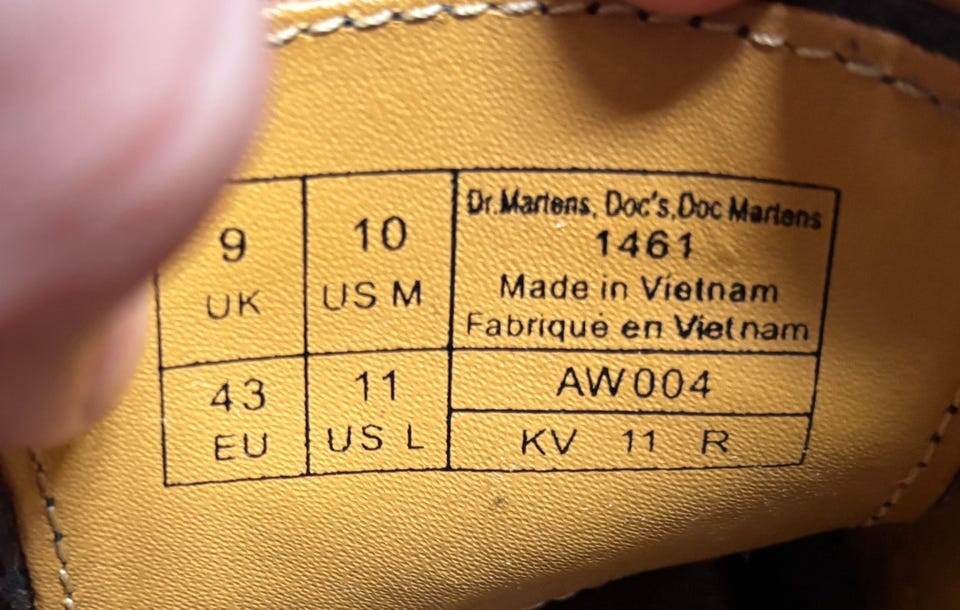 9
UK
10
US M
43
EU
11
US L
Dr.Martens, Doc's,Doc Martens
1461
Made in Vietnam
Fabriqué en Vietnam
AW004
KV 11 R